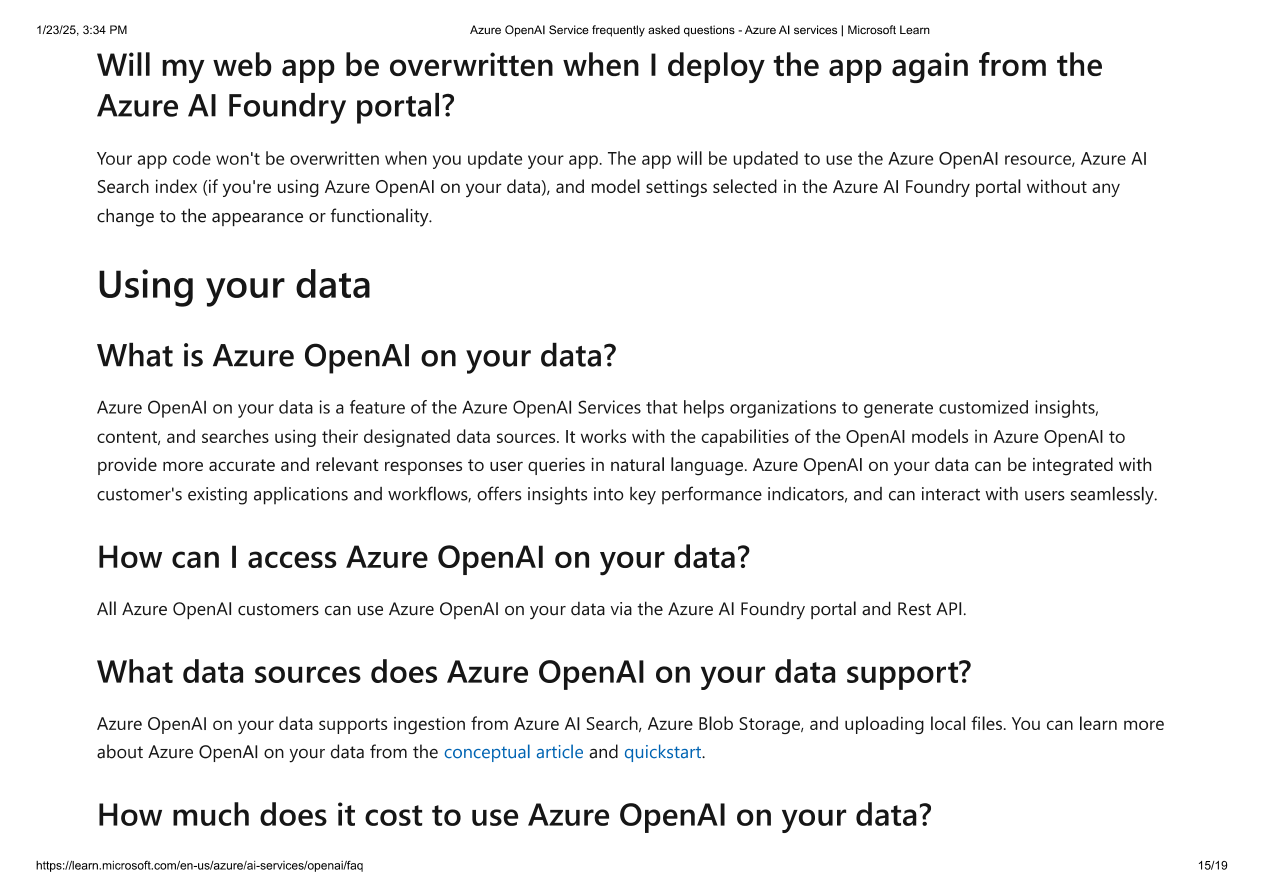 1/23/25, 3:34 PM
Azure OpenAI Service frequently asked questions - Azure AI services | Microsoft Learn
Will my web app be overwritten when I deploy the app again from the
Azure AI Foundry portal?
Your app code won't be overwritten when you update your app. The app will be updated to use the Azure OpenAI resource, Azure AI
Search index (if you're using Azure OpenAI on your data), and model settings selected in the Azure AI Foundry portal without any
change to the appearance or functionality.
Using your data
What is Azure OpenAI on your data?
Azure OpenAI on your data is a feature of the Azure OpenAI Services that helps organizations to generate customized insights,
content, and searches using their designated data sources. It works with the capabilities of the OpenAI models in Azure OpenAI to
provide more accurate and relevant responses to user queries in natural language. Azure OpenAI on your data can be integrated with
customer's existing applications and workflows, offers insights into key performance indicators, and can interact with users seamlessly.
How can I access Azure OpenAI on your data?
All Azure OpenAI customers can use Azure OpenAI on your data via the Azure AI Foundry portal and Rest API.
What data sources does Azure OpenAI on your data support?
Azure OpenAI on your data supports ingestion from Azure AI Search, Azure Blob Storage, and uploading local files. You can learn more
about Azure OpenAI on your data from the conceptual article and quickstart.
How much does it cost to use Azure OpenAI on your data?
https://learn.microsoft.com/en-us/azure/ai-services/openai/faq
15/19